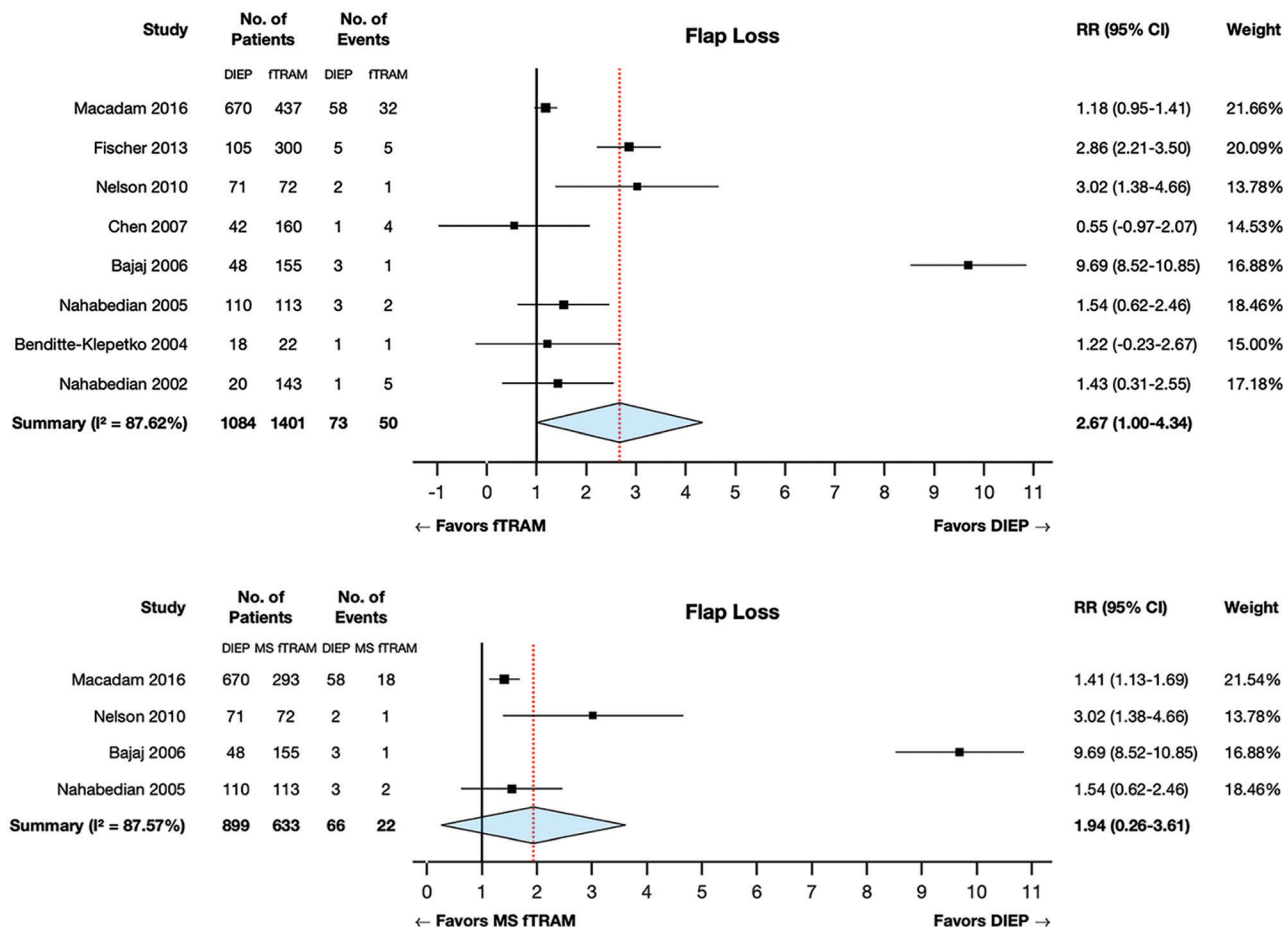 Study No. of Patients No. of Events Flap Loss RR (95% CI) Weight
DIEP fTRAM DIEP fTRAM
Macadam 2016 670 437 58 32 1.18 (0.95-1.41) 21.66%
Fischer 2013 105 300 5 5 2.86 (2.21-3.50) 20.09%
Nelson 2010 71 72 2 1 3.02 (1.38-4.66) 13.78%
Chen 2007 42 160 1 4 0.55 (-0.97-2.07) 14.53%
Bajaj 2006 48 155 3 1 9.69 (8.52-10.85) 16.88%
Nahabedian 2005 110 113 3 2 1.54 (0.62-2.46) 18.46%
Benditte-Klepetko 2004 18 22 1 1 1.22 (-0.23-2.67) 15.00%
Nahabedian 2002 20 143 1 5 1.43 (0.31-2.55) 17.18%
Summary (I² = 87.62%) 1084 1401 73 50 2.67 (1.00-4.34)
-1 0 1 2 3 4 5 6 7 8 9 10 11
← Favors fTRAM Favors DIEP →
Study No. of Patients No. of Events Flap Loss RR (95% CI) Weight
DIEP MS fTRAM DIEP MS fTRAM
Macadam 2016 670 293 58 18 1.41 (1.13-1.69) 21.54%
Nelson 2010 71 72 2 1 3.02 (1.38-4.66) 13.78%
Bajaj 2006 48 155 3 1 9.69 (8.52-10.85) 16.88%
Nahabedian 2005 110 113 3 2 1.54 (0.62-2.46) 18.46%
Summary (I² = 87.57%) 899 633 66 22 1.94 (0.26-3.61)
0 1 2 3 4 5 6 7 8 9 10 11
← Favors MS fTRAM Favors DIEP →